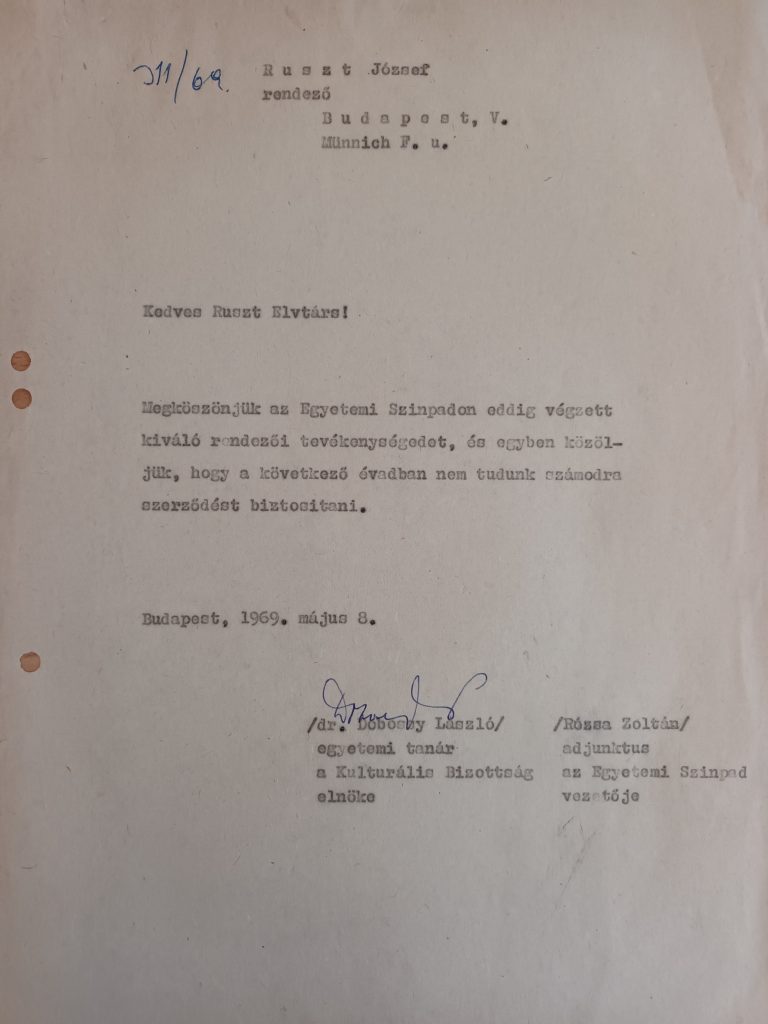 311/69.
R u s z t József
rendező
B u d a p e s t, V.
Münnich F. u.
Kedves Ruszt Elvtárs!
Megköszönjük az Egyetemi Szinpadon eddig végzett
kiváló rendezői tevékenységedet, és egyben közöl-
jük, hogy a következő évadban nem tudunk számodra
szerződést biztositani.
Budapest, 1969. május 8.
/dr. Dobossy László/ /Rózsa Zoltán/
egyetemi tanár adjunktus
a Kulturális Bizottság az Egyetemi Szinpad
elnöke vezetője